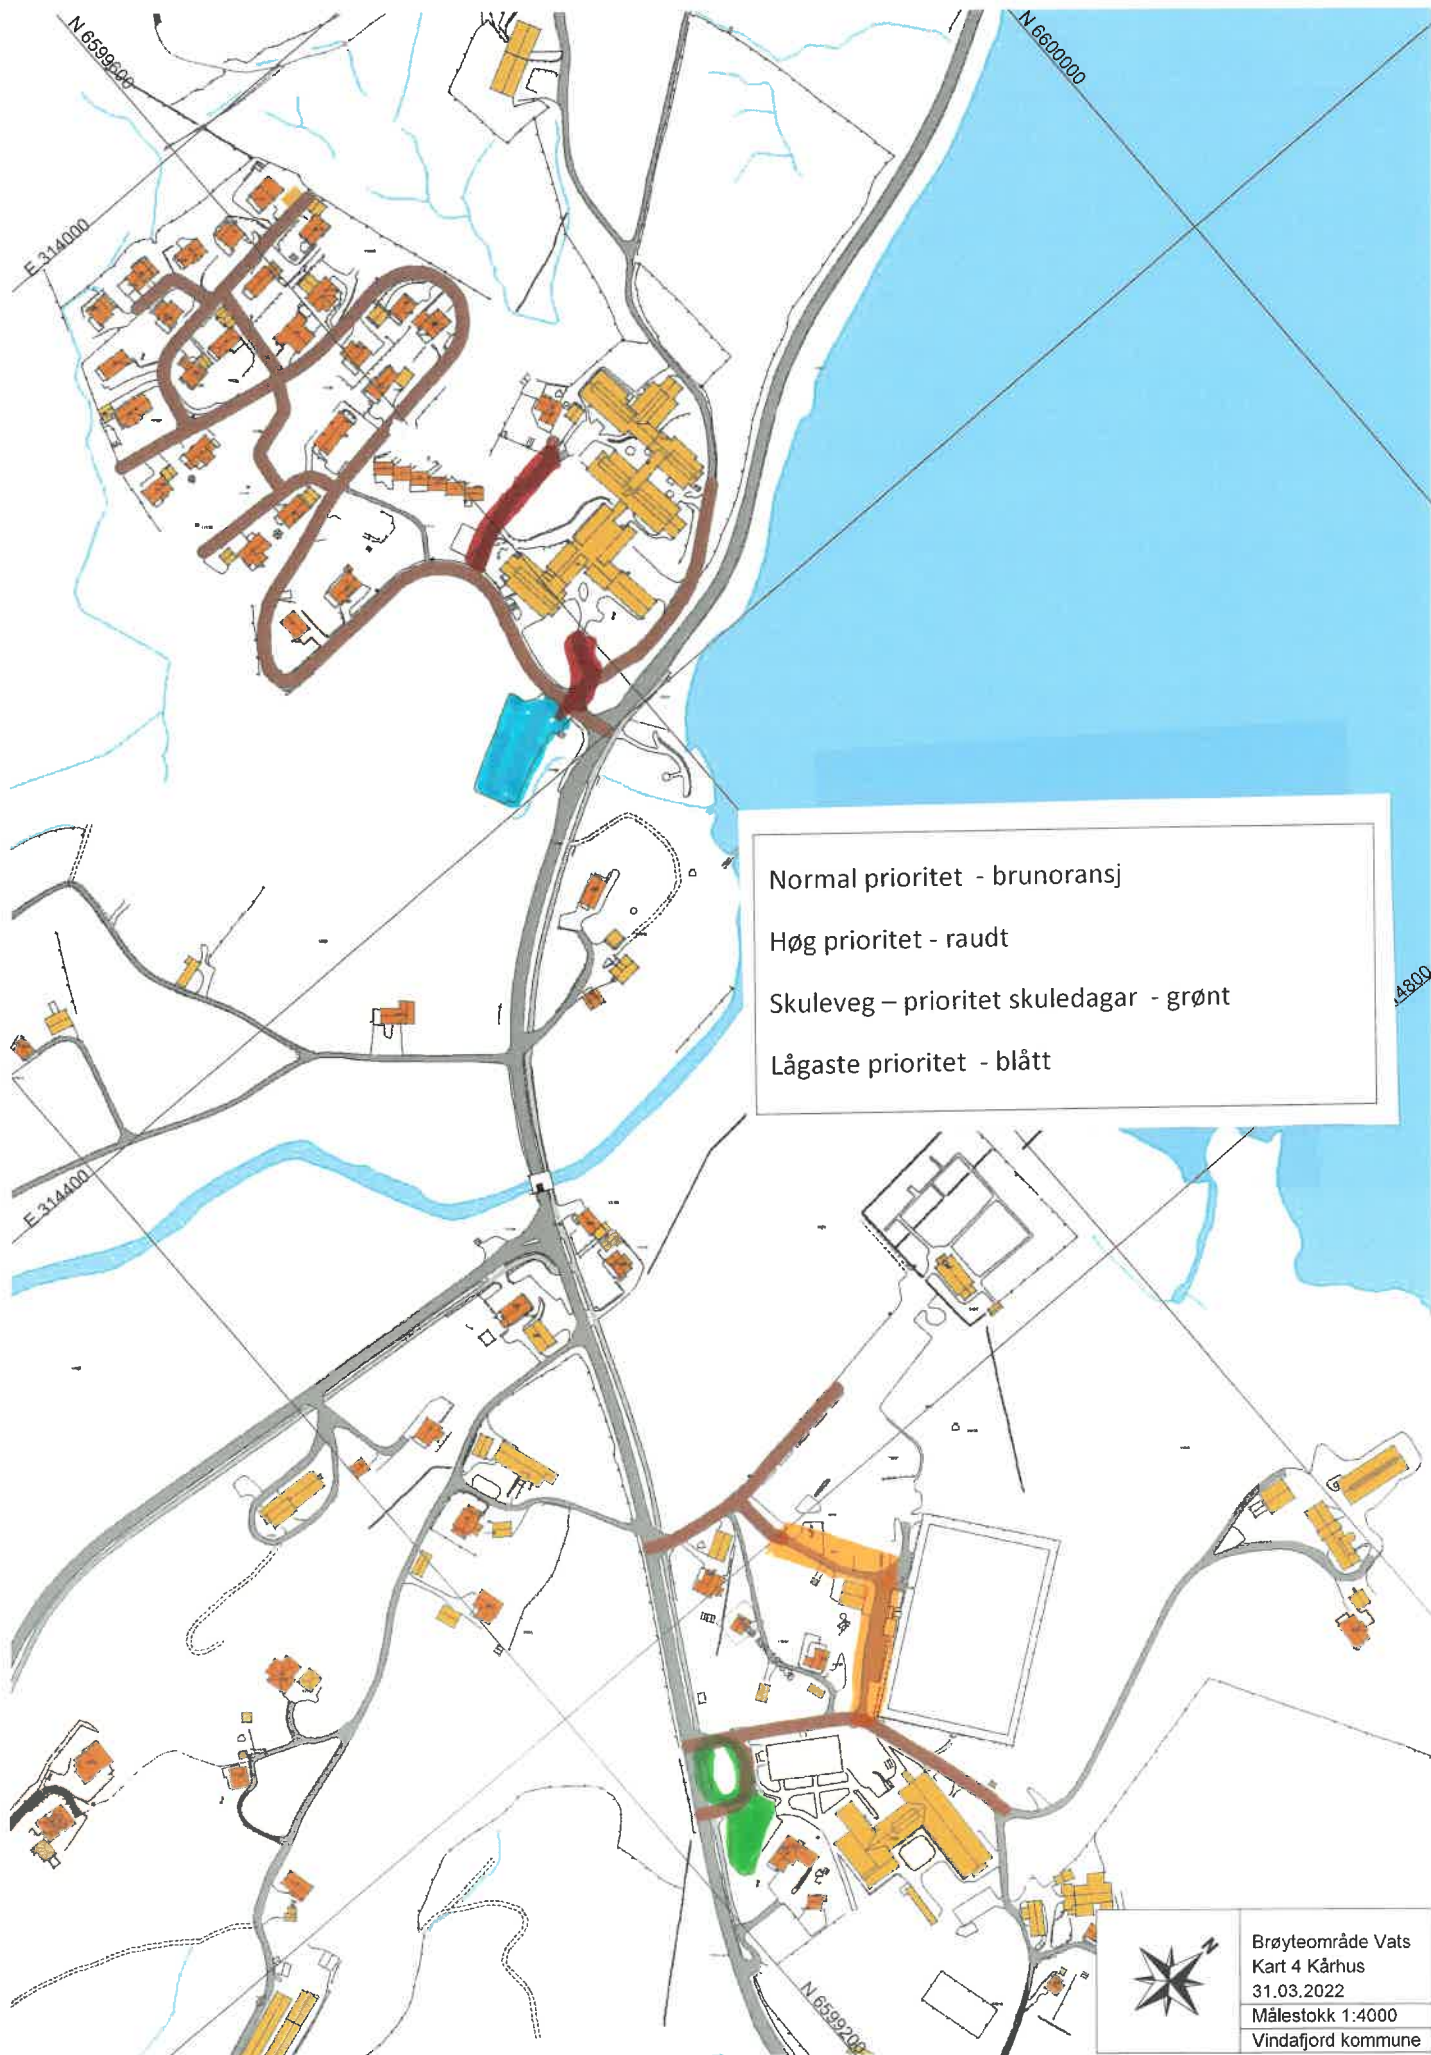 N 6599600
N 6600000
E 314000
Normal prioritet - brunoransj
Høg prioritet - raudt
Skuleveg – prioritet skuledagar - grønt
Lågaste prioritet - blått
4800
E 314400
N 6599200
N
Brøyteområde Vats
Kart 4 Kårhus
31.03.2022
Målestokk 1:4000
Vindafjord kommune